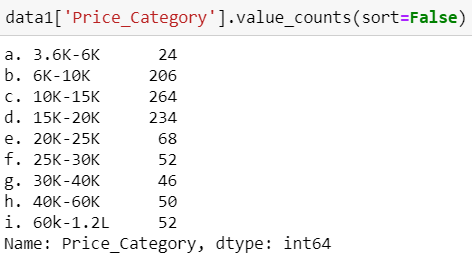 data1['Price_Category'].value_counts(sort=False)
a. 3.6K-6K 24
b. 6K-10K 206
c. 10K-15K 264
d. 15K-20K 234
e. 20K-25K 68
f. 25K-30K 52
g. 30K-40K 46
h. 40K-60K 50
i. 60k-1.2L 52
Name: Price_Category, dtype: int64